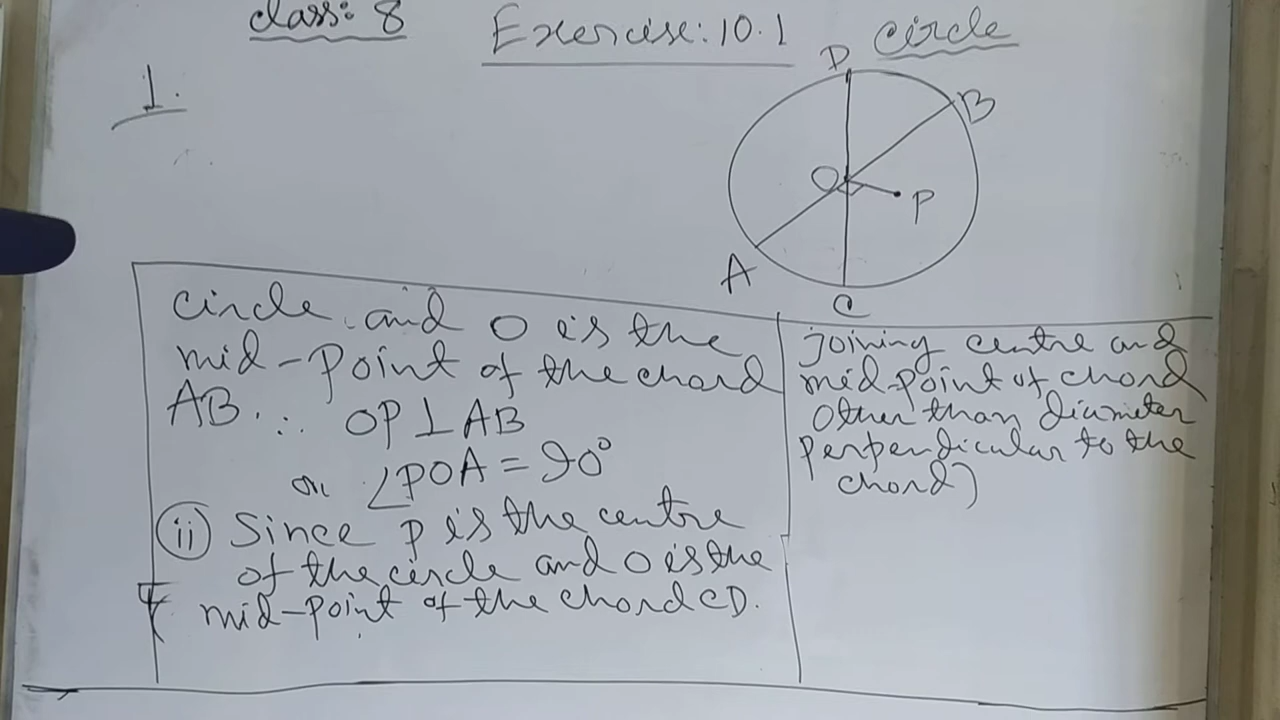 class: 8
Exercise: 10.1
circle
1.
D
B
O
P
A
C
circle and O is the
mid-point of the chord
AB. ∴ OP⊥AB
or ∠POA = 90°
(ii) Since P is the centre
of the circle and O is the
mid-point of the chord CD.
joining centre and
mid-point of chord
other than diameter
perpendicular to the
chord)